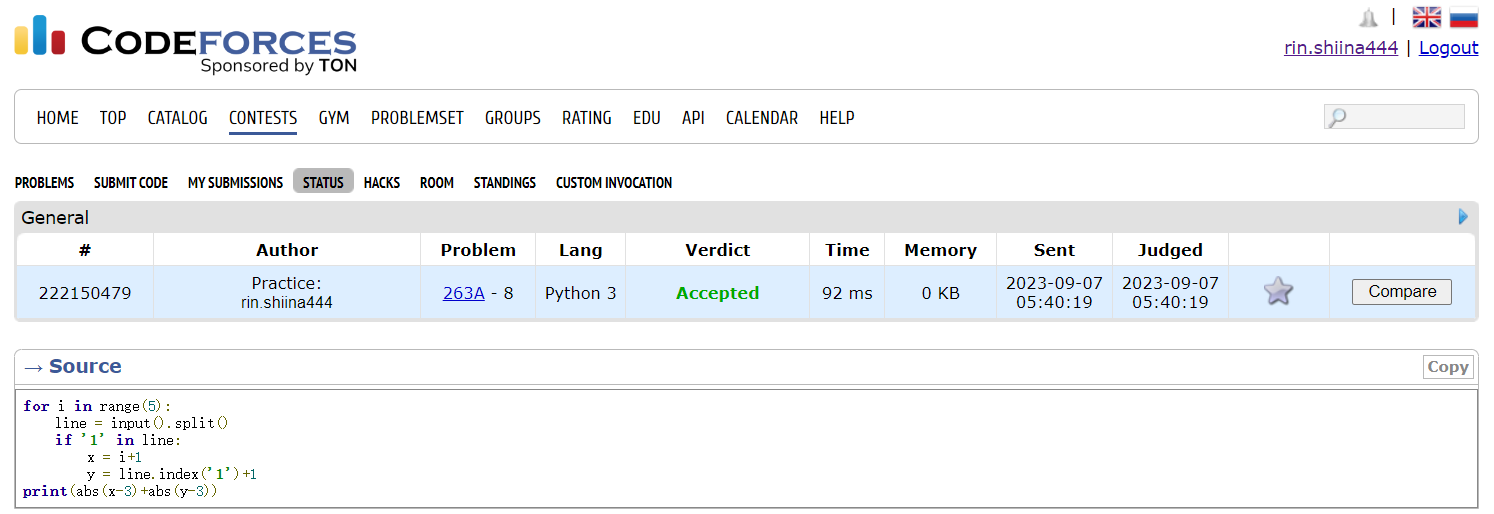 CODEFORCES
Sponsored by TON
|
rin.shiina444 | Logout
HOME TOP CATALOG CONTESTS GYM PROBLEMSET GROUPS RATING EDU API CALENDAR HELP
PROBLEMS SUBMIT CODE MY SUBMISSIONS STATUS HACKS ROOM STANDINGS CUSTOM INVOCATION
General
# Author Problem Lang Verdict Time Memory Sent Judged
222150479 Practice: rin.shiina444 263A - 8 Python 3 Accepted 92 ms 0 KB 2023-09-07 05:40:19 2023-09-07 05:40:19 Compare
→ Source Copy
for i in range(5):
    line = input().split()
    if '1' in line:
        x = i+1
        y = line.index('1')+1
print(abs(x-3)+abs(y-3))